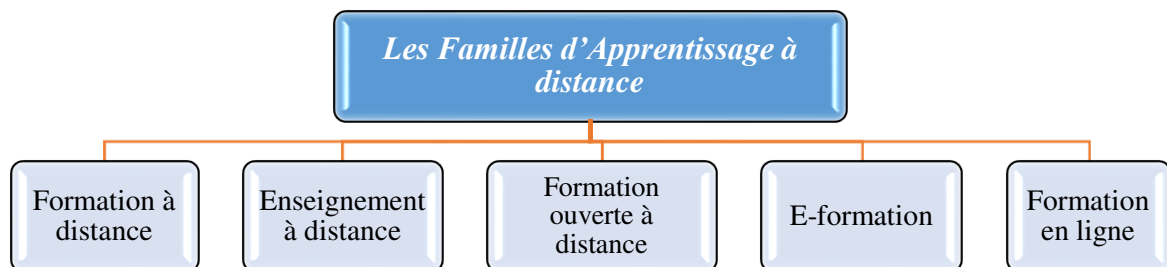 Les Familles d’Apprentissage à
distance
Formation à
distance
Enseignement
à distance
Formation
ouverte à
distance
E-formation
Formation
en ligne